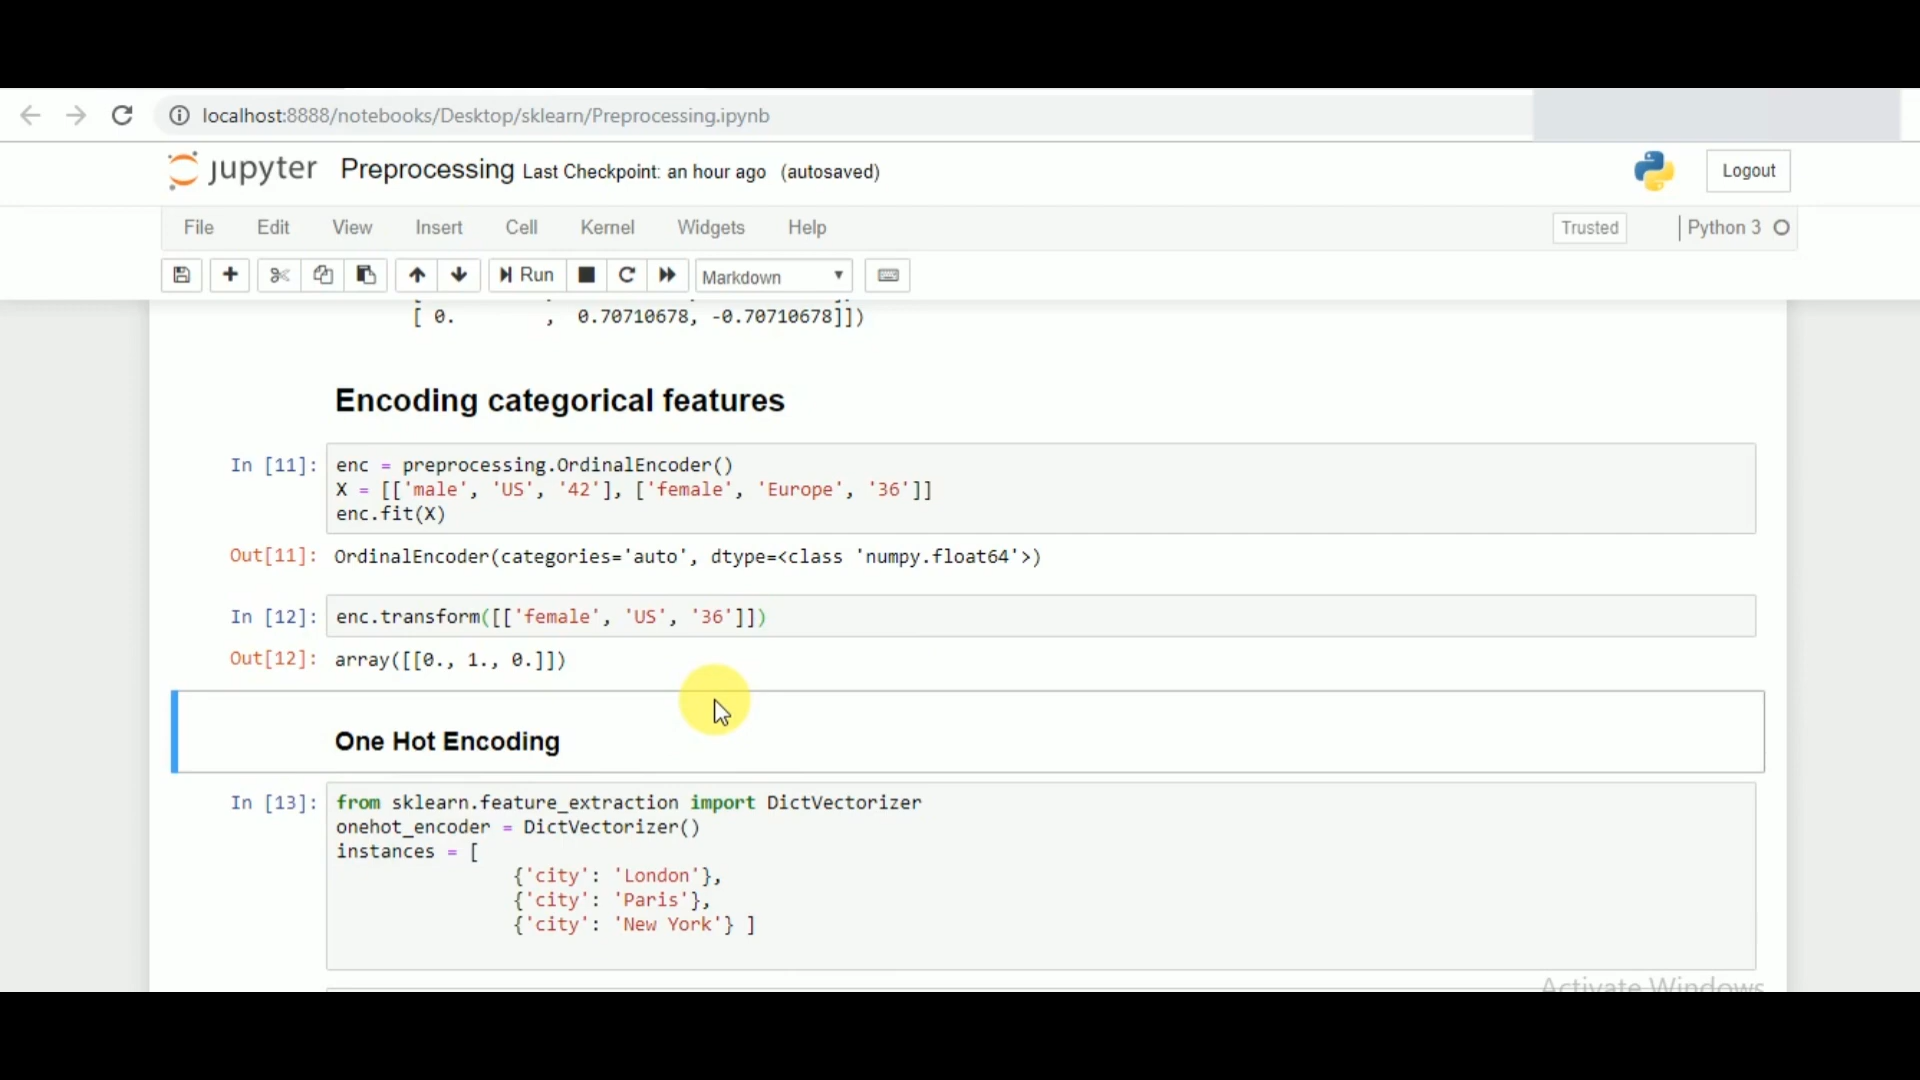 localhost:8888/notebooks/Desktop/sklearn/Preprocessing.ipynb
jupyter Preprocessing Last Checkpoint: an hour ago (autosaved) Logout
File Edit View Insert Cell Kernel Widgets Help Trusted Python 3
Run Markdown
[ 0. , 0.70710678, -0.70710678]])
Encoding categorical features
In [11]: enc = preprocessing.OrdinalEncoder()
X = [['male', 'US', '42'], ['female', 'Europe', '36']]
enc.fit(X)
Out[11]: OrdinalEncoder(categories='auto', dtype=<class 'numpy.float64'>)
In [12]: enc.transform([['female', 'US', '36']])
Out[12]: array([[0., 1., 0.]])
One Hot Encoding
In [13]: from sklearn.feature_extraction import DictVectorizer
onehot_encoder = DictVectorizer()
instances = [
{'city': 'London'},
{'city': 'Paris'},
{'city': 'New York'} ]
Activate Windows